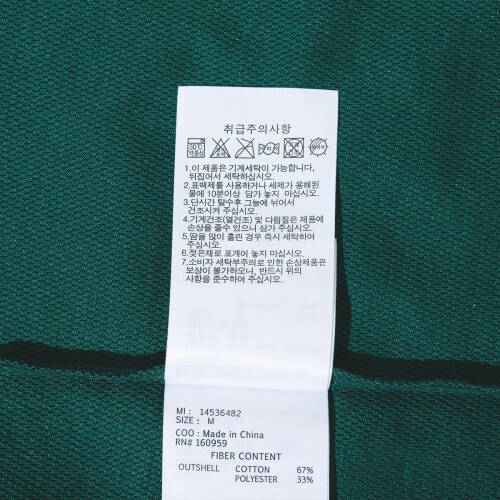 취급주의사항
30℃
약중성
1.이 제품은 기계세탁이 가능합니다.
뒤집어서 세탁하십시오.
2.표백제를 사용하거나 세제가 용해된
물에 10분이상 담가 놓지 마십시오.
3.단시간 탈수후 그늘에 뉘어서
건조시켜 주십시오.
4.기계건조(열건조) 및 다림질은 제품에
손상을 줄수 있으니 삼가 주십시오.
5.땀을 많이 흘린 경우 즉시 세탁하여
주십시오.
6.젖은채로 포개어 놓지 마십시오.
7.소비자 세탁부주의로 인한 손상제품은
보상이 불가하오니, 반드시 위의
사항을 준수하여 주십시오.
MI : 14536482
SIZE : M
COO : Made in China
RN# 160959
FIBER CONTENT
OUTSHELL COTTON 67%
POLYESTER 33%